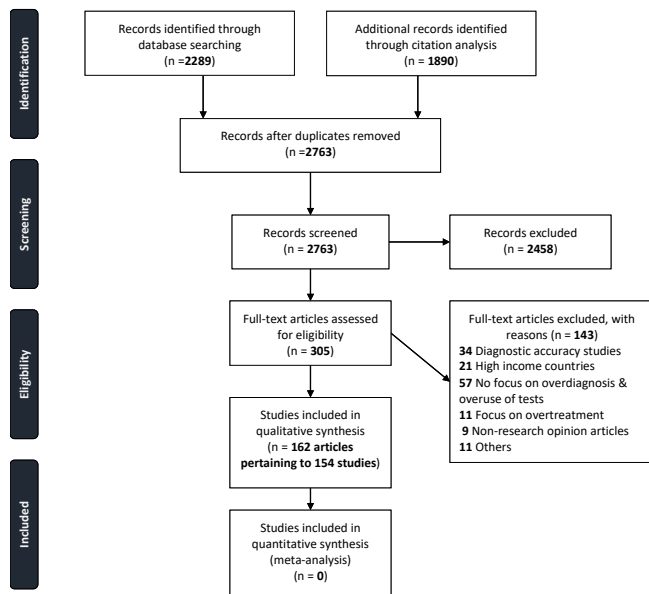 Identification
Records identified through
database searching
(n =2289)
Additional records identified
through citation analysis
(n = 1890)
Records after duplicates removed
(n =2763)
Screening
Records screened
(n = 2763)
Records excluded
(n = 2458)
Eligibility
Full-text articles assessed
for eligibility
(n = 305)
Full-text articles excluded, with
reasons (n = 143)
34 Diagnostic accuracy studies
21 High income countries
57 No focus on overdiagnosis &
overuse of tests
11 Focus on overtreatment
9 Non-research opinion articles
11 Others
Studies included in
qualitative synthesis
(n = 162 articles
pertaining to 154 studies)
Included
Studies included in
quantitative synthesis
(meta-analysis)
(n = 0)